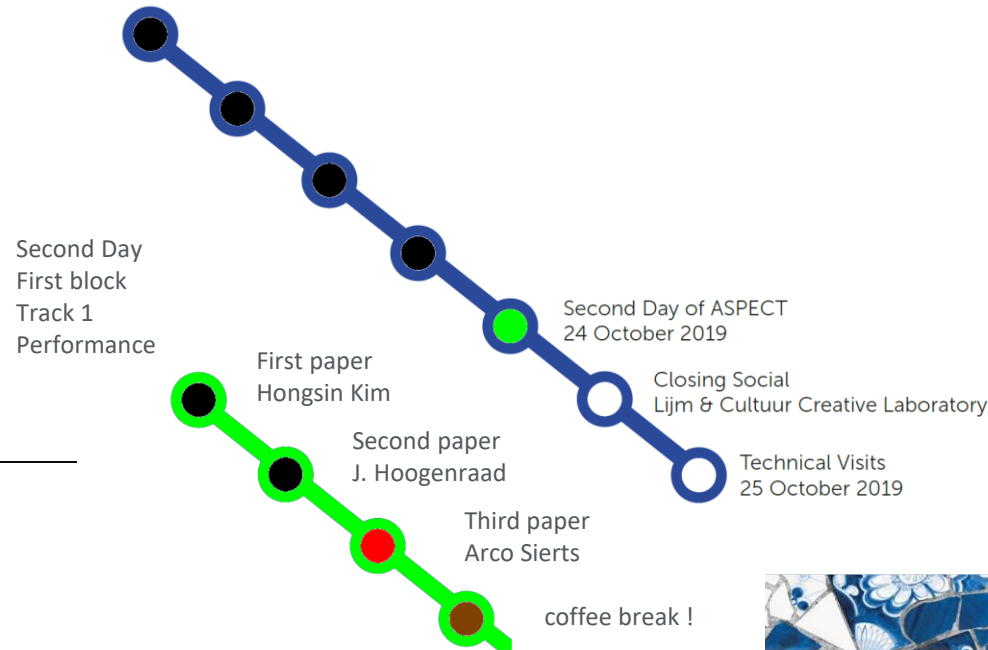 Second Day
First block
Track 1
Performance
Second Day of ASPECT
24 October 2019
First paper
Hongsin Kim
Closing Social
Lijm & Cultuur Creative Laboratory
Second paper
J. Hoogenraad
Technical Visits
25 October 2019
Third paper
Arco Sierts
coffee break !